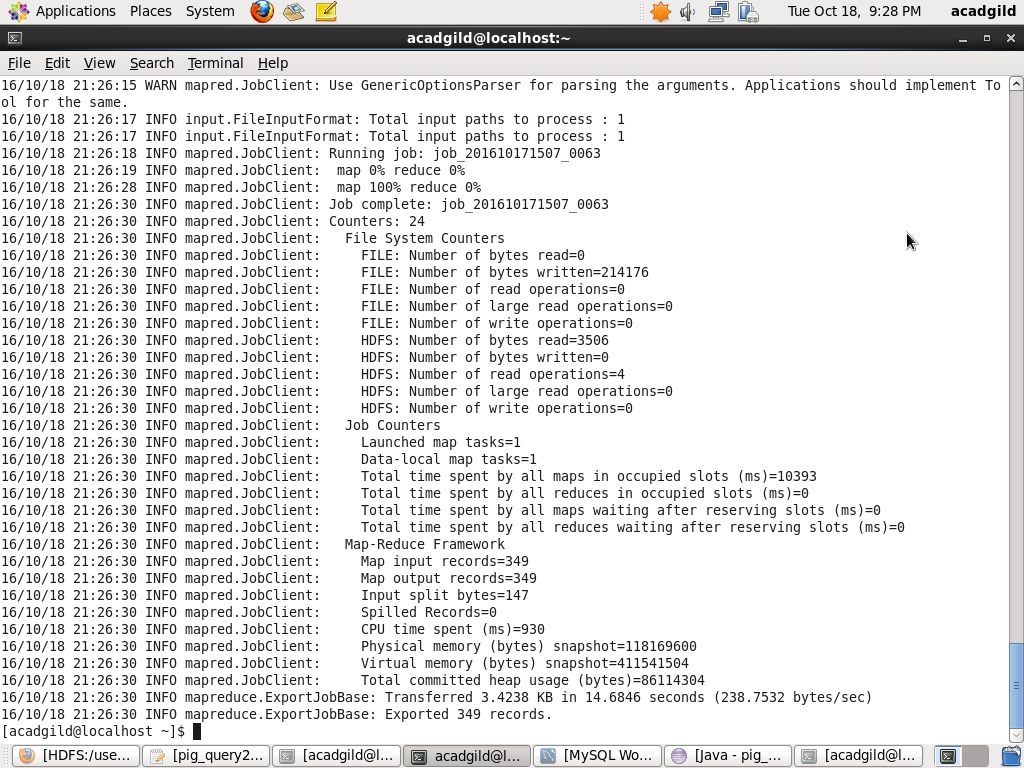 Applications Places System Tue Oct 18, 9:28 PM acadgild
acadgild@localhost:~
File Edit View Search Terminal Help
16/10/18 21:26:15 WARN mapred.JobClient: Use GenericOptionsParser for parsing the arguments. Applications should implement To
ol for the same.
16/10/18 21:26:17 INFO input.FileInputFormat: Total input paths to process : 1
16/10/18 21:26:17 INFO input.FileInputFormat: Total input paths to process : 1
16/10/18 21:26:18 INFO mapred.JobClient: Running job: job_201610171507_0063
16/10/18 21:26:19 INFO mapred.JobClient:  map 0% reduce 0%
16/10/18 21:26:28 INFO mapred.JobClient:  map 100% reduce 0%
16/10/18 21:26:30 INFO mapred.JobClient: Job complete: job_201610171507_0063
16/10/18 21:26:30 INFO mapred.JobClient: Counters: 24
16/10/18 21:26:30 INFO mapred.JobClient:   File System Counters
16/10/18 21:26:30 INFO mapred.JobClient:     FILE: Number of bytes read=0
16/10/18 21:26:30 INFO mapred.JobClient:     FILE: Number of bytes written=214176
16/10/18 21:26:30 INFO mapred.JobClient:     FILE: Number of read operations=0
16/10/18 21:26:30 INFO mapred.JobClient:     FILE: Number of large read operations=0
16/10/18 21:26:30 INFO mapred.JobClient:     FILE: Number of write operations=0
16/10/18 21:26:30 INFO mapred.JobClient:     HDFS: Number of bytes read=3506
16/10/18 21:26:30 INFO mapred.JobClient:     HDFS: Number of bytes written=0
16/10/18 21:26:30 INFO mapred.JobClient:     HDFS: Number of read operations=4
16/10/18 21:26:30 INFO mapred.JobClient:     HDFS: Number of large read operations=0
16/10/18 21:26:30 INFO mapred.JobClient:     HDFS: Number of write operations=0
16/10/18 21:26:30 INFO mapred.JobClient:   Job Counters
16/10/18 21:26:30 INFO mapred.JobClient:     Launched map tasks=1
16/10/18 21:26:30 INFO mapred.JobClient:     Data-local map tasks=1
16/10/18 21:26:30 INFO mapred.JobClient:     Total time spent by all maps in occupied slots (ms)=10393
16/10/18 21:26:30 INFO mapred.JobClient:     Total time spent by all reduces in occupied slots (ms)=0
16/10/18 21:26:30 INFO mapred.JobClient:     Total time spent by all maps waiting after reserving slots (ms)=0
16/10/18 21:26:30 INFO mapred.JobClient:     Total time spent by all reduces waiting after reserving slots (ms)=0
16/10/18 21:26:30 INFO mapred.JobClient:   Map-Reduce Framework
16/10/18 21:26:30 INFO mapred.JobClient:     Map input records=349
16/10/18 21:26:30 INFO mapred.JobClient:     Map output records=349
16/10/18 21:26:30 INFO mapred.JobClient:     Input split bytes=147
16/10/18 21:26:30 INFO mapred.JobClient:     Spilled Records=0
16/10/18 21:26:30 INFO mapred.JobClient:     CPU time spent (ms)=930
16/10/18 21:26:30 INFO mapred.JobClient:     Physical memory (bytes) snapshot=118169600
16/10/18 21:26:30 INFO mapred.JobClient:     Virtual memory (bytes) snapshot=411541504
16/10/18 21:26:30 INFO mapred.JobClient:     Total committed heap usage (bytes)=86114304
16/10/18 21:26:30 INFO mapreduce.ExportJobBase: Transferred 3.4238 KB in 14.6846 seconds (238.7532 bytes/sec)
16/10/18 21:26:30 INFO mapreduce.ExportJobBase: Exported 349 records.
[acadgild@localhost ~]$
[HDFS:/use... [pig_query2... [acadgild@l... acadgild@l... [MySQL Wo... [Java - pig_... [acadgild@l...